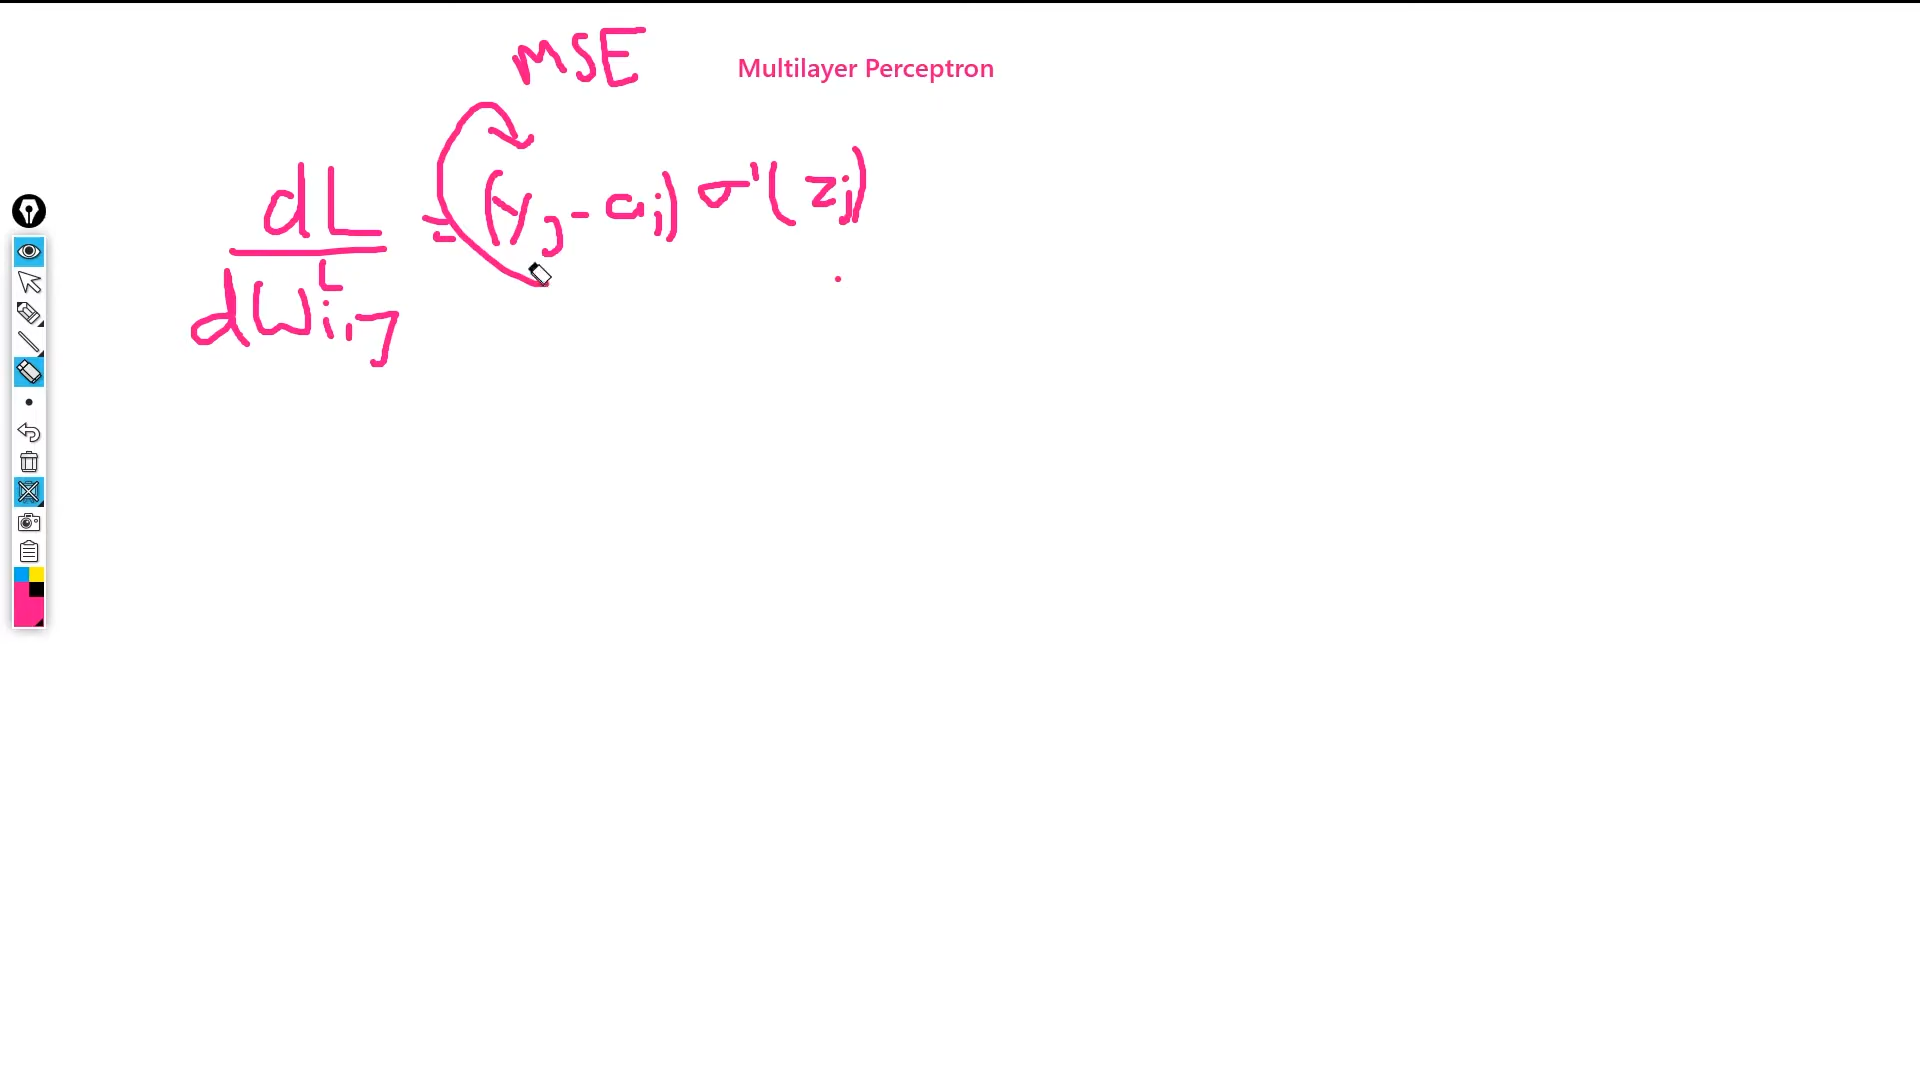 MSE
Multilayer Perceptron
dL = (yj - aj) σ'(zj)
dW^L i,j